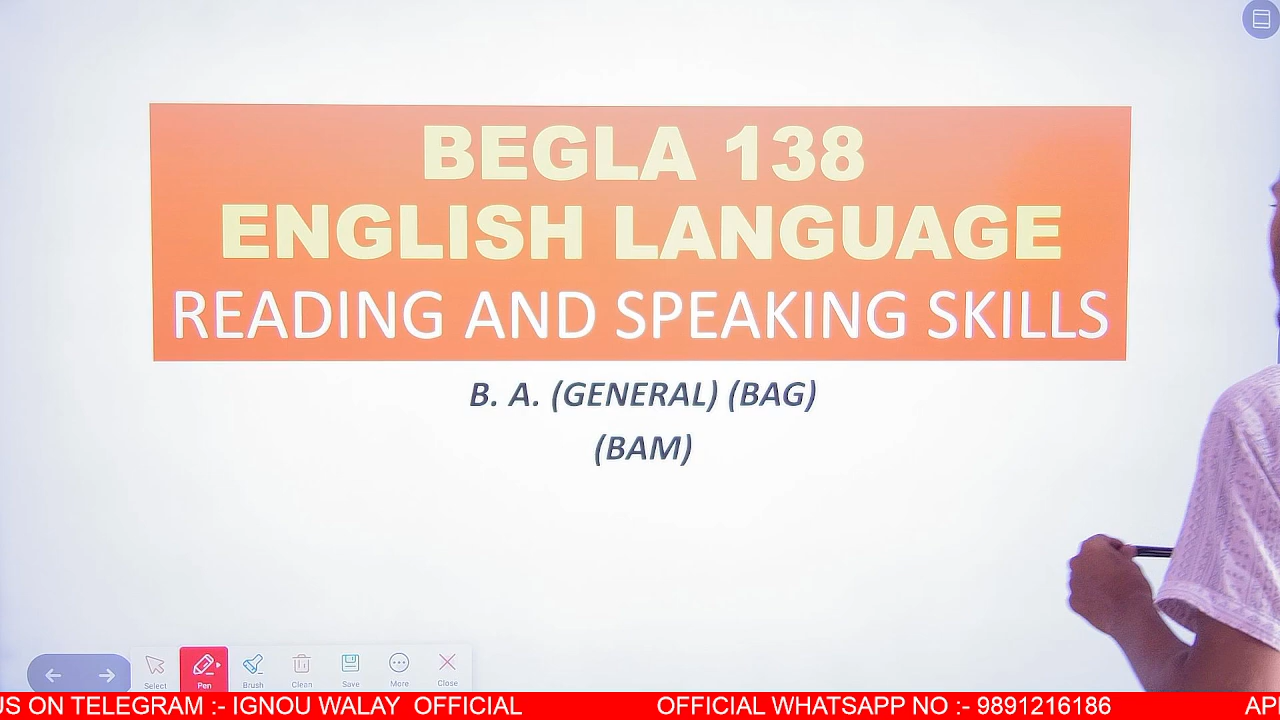 BEGLA 138
ENGLISH LANGUAGE
READING AND SPEAKING SKILLS
B. A. (GENERAL) (BAG)
(BAM)
Select
Pen
Brush
Clean
Save
More
Close
US ON TELEGRAM :- IGNOU WALAY OFFICIAL OFFICIAL WHATSAPP NO :- 9891216186